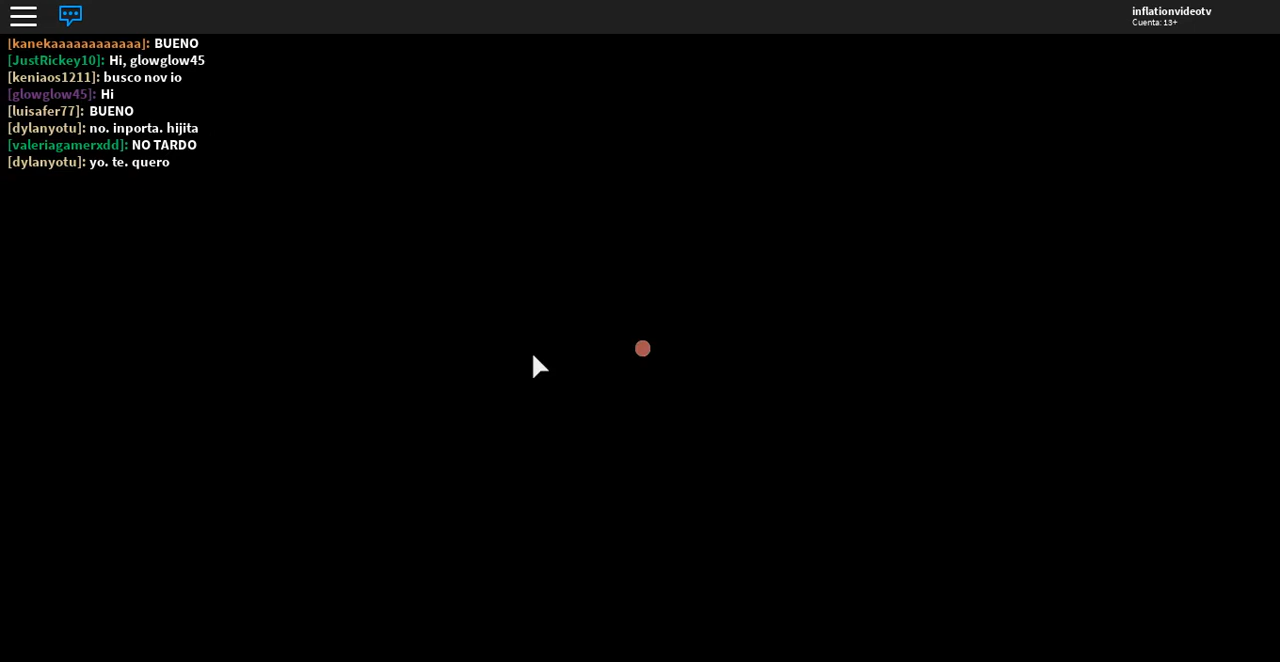 inflationvideotv
Cuenta: 13+
[kanekaaaaaaaaaaaa]: BUENO
[JustRickey10]: Hi, glowglow45
[keniaos1211]: busco nov io
[glowglow45]: Hi
[luisafer77]: BUENO
[dylanyotu]: no. inporta. hijita
[valeriagamerxdd]: NO TARDO
[dylanyotu]: yo. te. quero